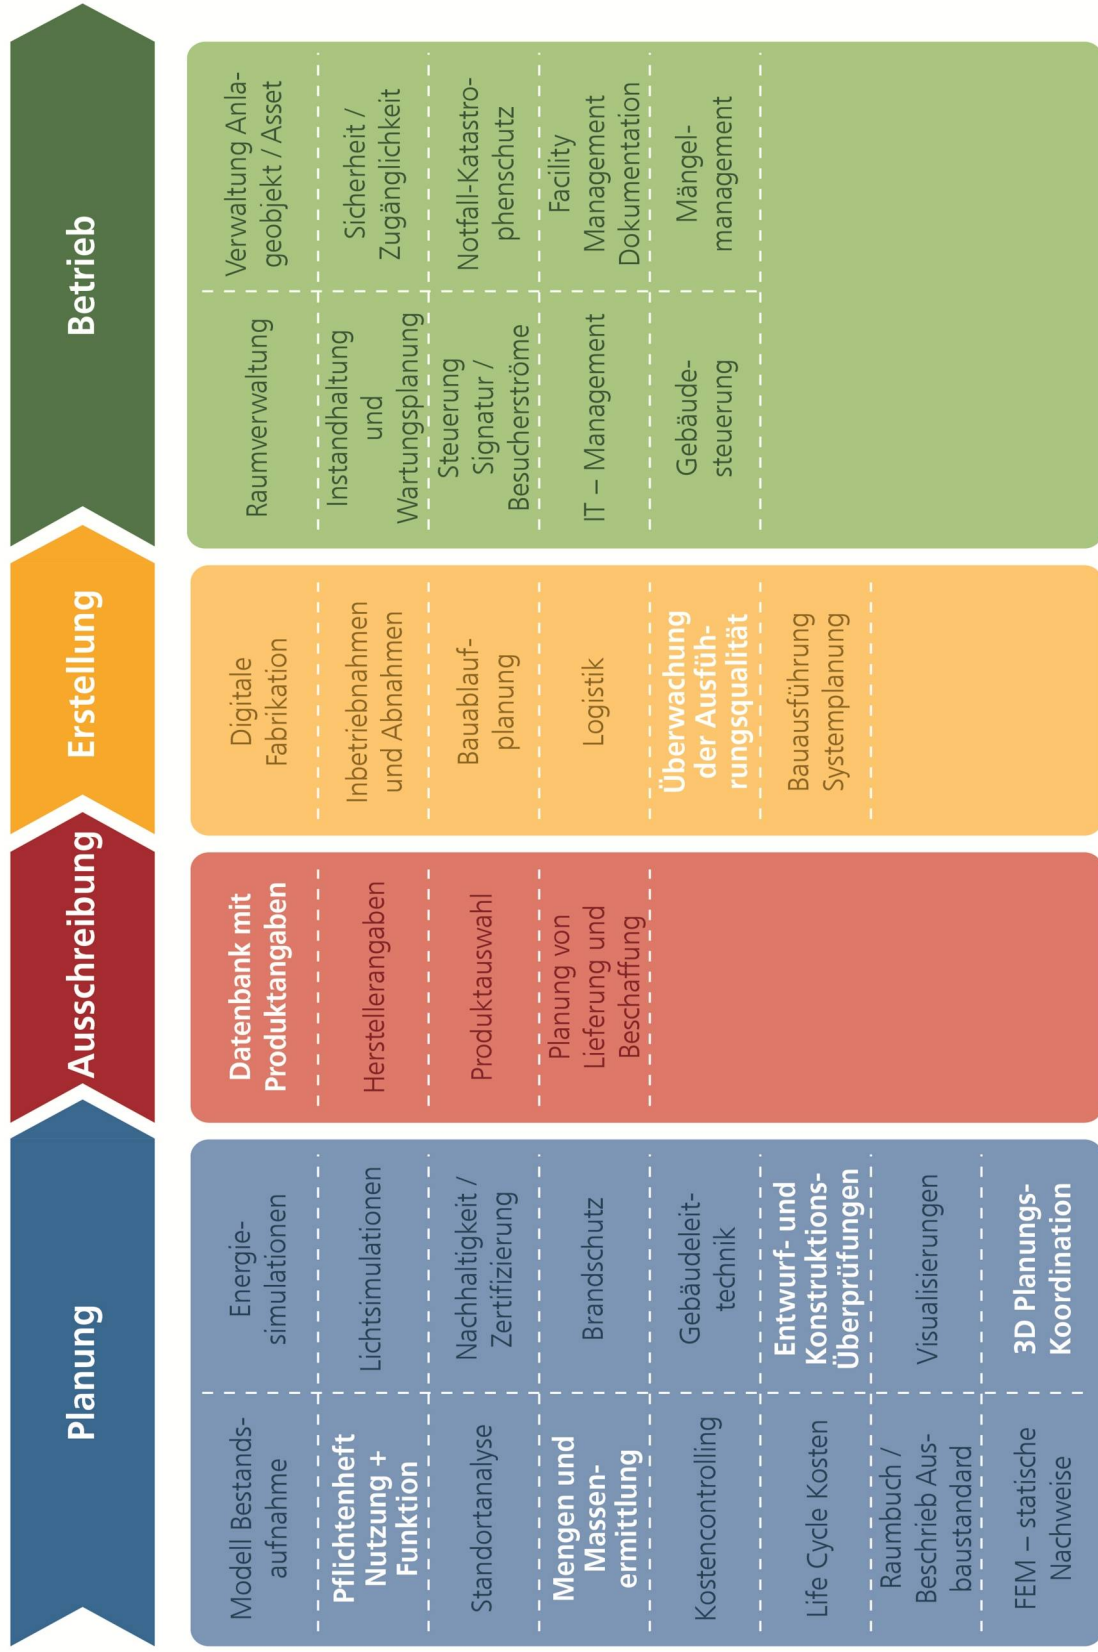 Planung
Ausschreibung
Erstellung
Betrieb
Modell Bestands-
aufnahme
Energie-
simulationen
Pflichtenheft
Nutzung +
Funktion
Lichtsimulationen
Standortanalyse
Nachhaltigkeit /
Zertifizierung
Mengen und
Massen-
ermittlung
Brandschutz
Kostencontrolling
Gebäudeleit-
technik
Life Cycle Kosten
Entwurf- und
Konstruktions-
Überprüfungen
Raumbuch /
Beschrieb Aus-
baustandard
Visualisierungen
FEM – statische
Nachweise
3D Planungs-
Koordination
Datenbank mit
Produktangaben
Herstellerangaben
Produktauswahl
Planung von
Lieferung und
Beschaffung
Digitale
Fabrikation
Inbetriebnahmen
und Abnahmen
Bauablauf-
planung
Logistik
Überwachung
der Ausfüh-
rungsqualität
Bauausführung
Systemplanung
Raumverwaltung
Verwaltung Anla-
geobjekt / Asset
Instandhaltung
und
Wartungsplanung
Sicherheit /
Zugänglichkeit
Steuerung
Signatur /
Besucherströme
Notfall-Katastro-
phenschutz
IT – Management
Facility
Management
Dokumentation
Gebäude-
steuerung
Mängel-
management